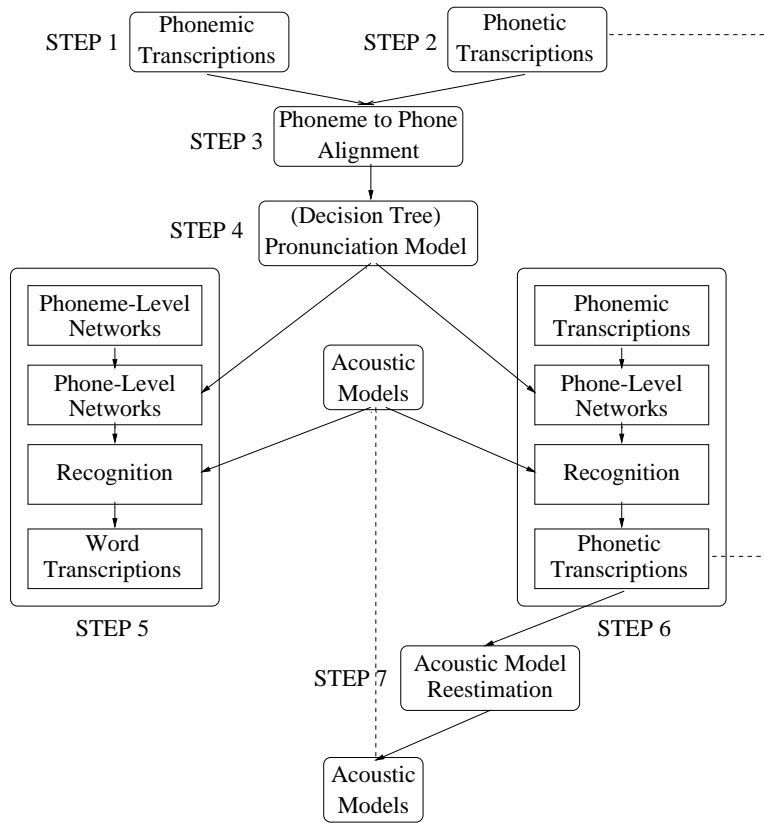 STEP 1
Phonemic
Transcriptions
STEP 2
Phonetic
Transcriptions
STEP 3
Phoneme to Phone
Alignment
STEP 4
(Decision Tree)
Pronunciation Model
Phoneme-Level
Networks
Phone-Level
Networks
Recognition
Word
Transcriptions
STEP 5
Acoustic
Models
Phonemic
Transcriptions
Phone-Level
Networks
Recognition
Phonetic
Transcriptions
STEP 6
STEP 7
Acoustic Model
Reestimation
Acoustic
Models